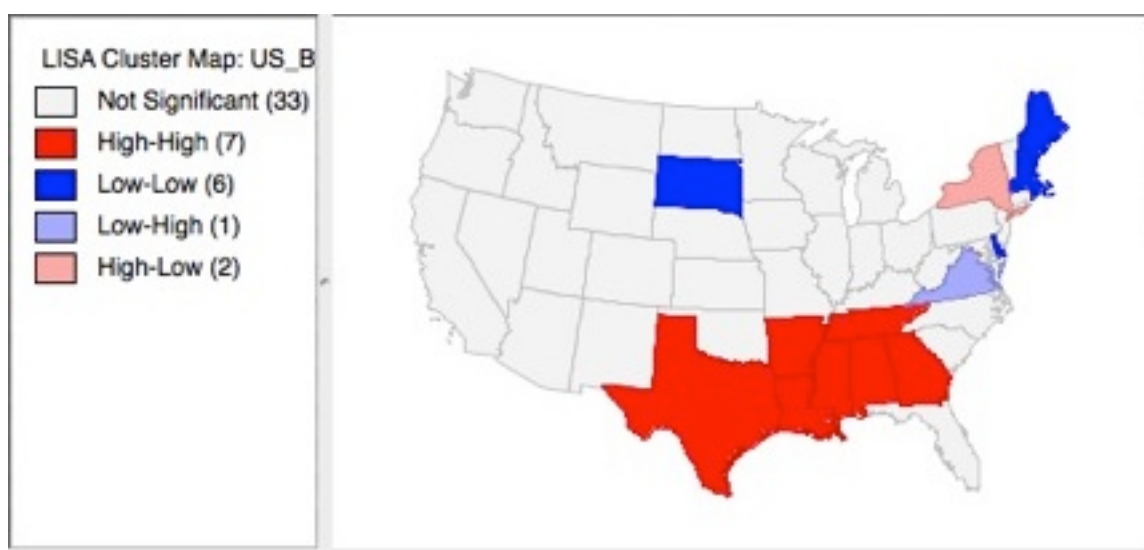 LISA Cluster Map: US_B
Not Significant (33)
High-High (7)
Low-Low (6)
Low-High (1)
High-Low (2)